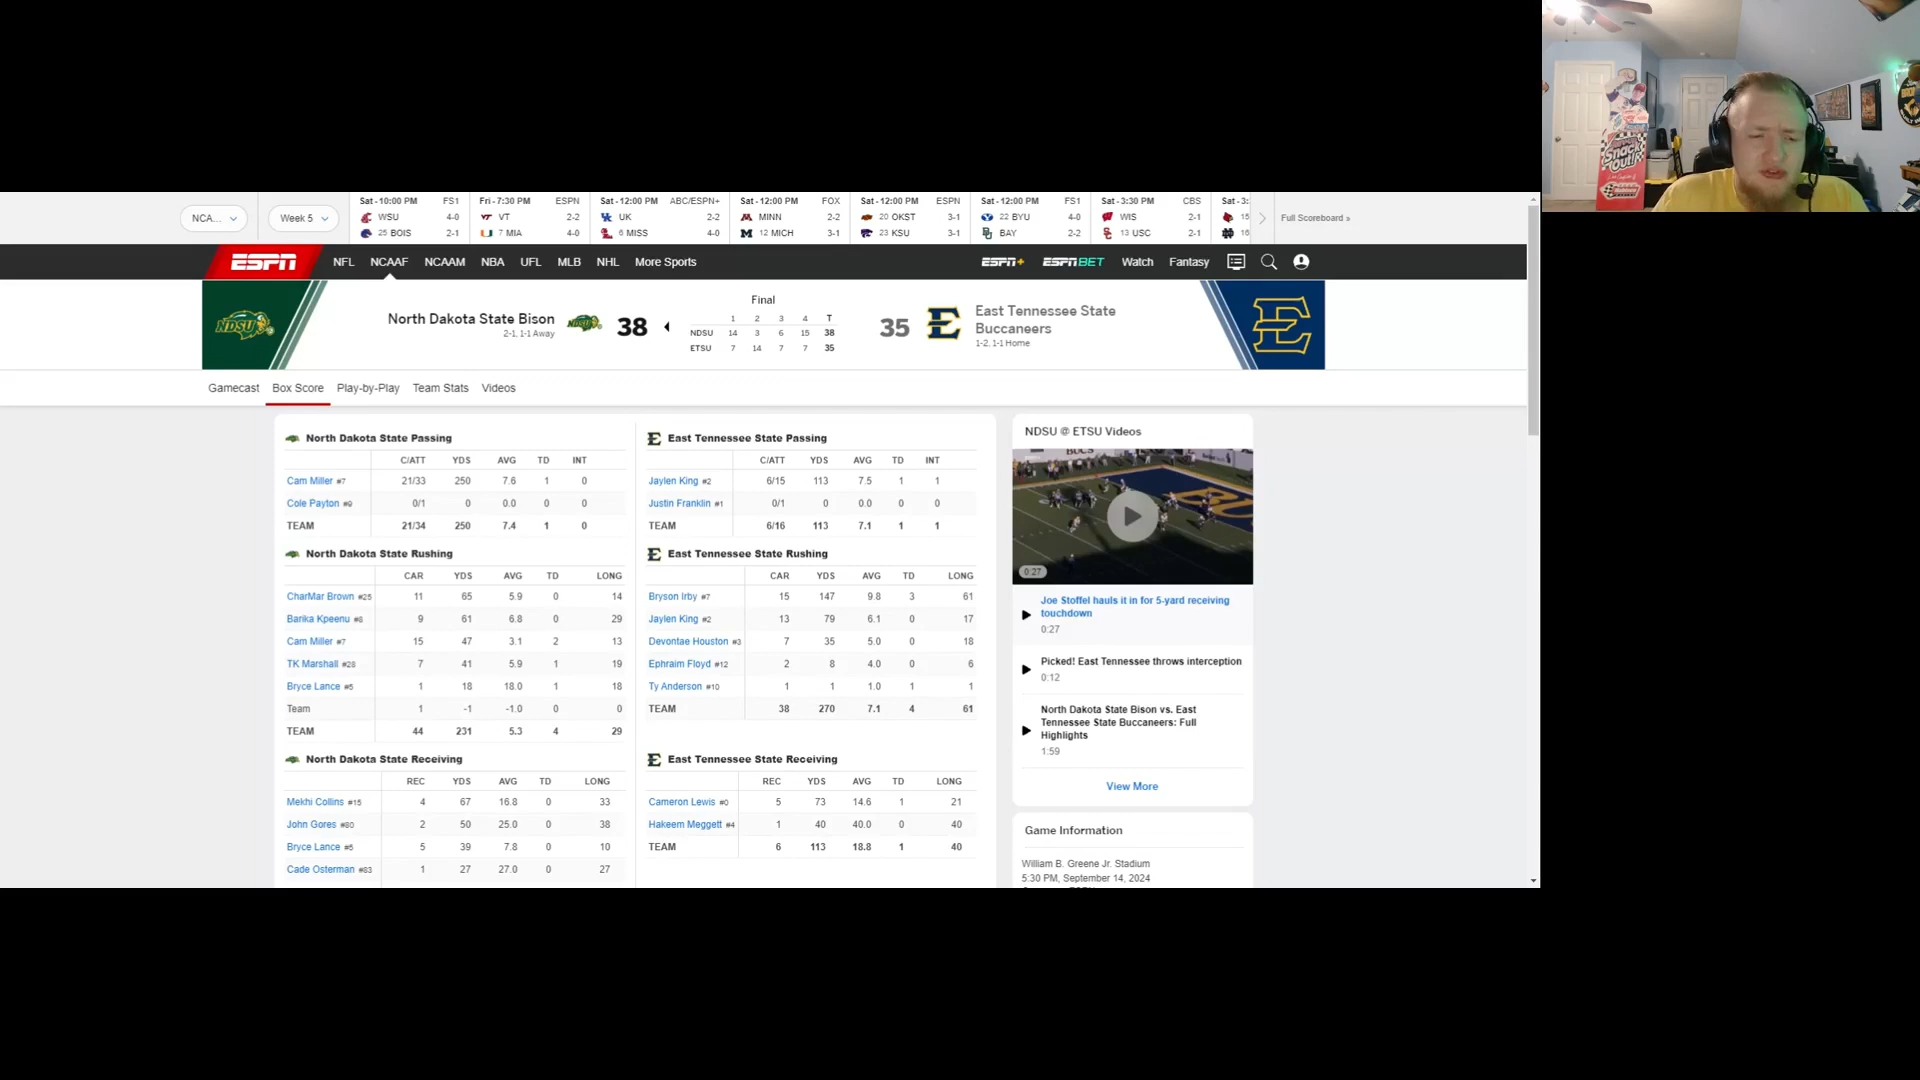 Snack
Out!
NCA...
Week 5
Sat - 10:00 PM FS1
WSU 4-0
25 BOIS 2-1
Fri - 7:30 PM ESPN
VT 2-2
7 MIA 4-0
Sat - 12:00 PM ABC/ESPN+
UK 2-2
6 MISS 4-0
Sat - 12:00 PM FOX
MINN 2-2
12 MICH 3-1
Sat - 12:00 PM ESPN
20 OKST 3-1
23 KSU 3-1
Sat - 12:00 PM FS1
22 BYU 4-0
BAY 2-2
Sat - 3:30 PM CBS
WIS 2-1
13 USC 2-1
Sat - 3:
15
16
Full Scoreboard »
ESPN NFL NCAAF NCAAM NBA UFL MLB NHL More Sports ESPN+ ESPN BET Watch Fantasy
NDSU
North Dakota State Bison
2-1, 1-1 Away
NDSU
38
Final
1 2 3 4 T
NDSU 14 3 6 15 38
ETSU 7 14 7 7 35
35
E
East Tennessee State
Buccaneers
1-2, 1-1 Home
E
Gamecast Box Score Play-by-Play Team Stats Videos
North Dakota State Passing
C/ATT YDS AVG TD INT
Cam Miller #7 21/33 250 7.6 1 0
Cole Payton #9 0/1 0 0.0 0 0
TEAM 21/34 250 7.4 1 0
East Tennessee State Passing
C/ATT YDS AVG TD INT
Jaylen King #2 6/15 113 7.5 1 1
Justin Franklin #1 0/1 0 0.0 0 0
TEAM 6/16 113 7.1 1 1
North Dakota State Rushing
CAR YDS AVG TD LONG
CharMar Brown #25 11 65 5.9 0 14
Barika Kpeenu #8 9 61 6.8 0 29
Cam Miller #7 15 47 3.1 2 13
TK Marshall #28 7 41 5.9 1 19
Bryce Lance #5 1 18 18.0 1 18
Team 1 -1 -1.0 0 0
TEAM 44 231 5.3 4 29
East Tennessee State Rushing
CAR YDS AVG TD LONG
Bryson Irby #7 15 147 9.8 3 61
Jaylen King #2 13 79 6.1 0 17
Devontae Houston #3 7 35 5.0 0 18
Ephraim Floyd #12 2 8 4.0 0 6
Ty Anderson #10 1 1 1.0 1 1
TEAM 38 270 7.1 4 61
North Dakota State Receiving
REC YDS AVG TD LONG
Mekhi Collins #15 4 67 16.8 0 33
John Gores #80 2 50 25.0 0 38
Bryce Lance #5 5 39 7.8 0 10
Cade Osterman #83 1 27 27.0 0 27
East Tennessee State Receiving
REC YDS AVG TD LONG
Cameron Lewis #0 5 73 14.6 1 21
Hakeem Meggett #4 1 40 40.0 0 40
TEAM 6 113 18.8 1 40
NDSU @ ETSU Videos
BUCS
0:27
Joe Stoffel hauls it in for 5-yard receiving
touchdown
0:27
Picked! East Tennessee throws interception
0:12
North Dakota State Bison vs. East
Tennessee State Buccaneers: Full
Highlights
1:59
View More
Game Information
William B. Greene Jr. Stadium
5:30 PM, September 14, 2024